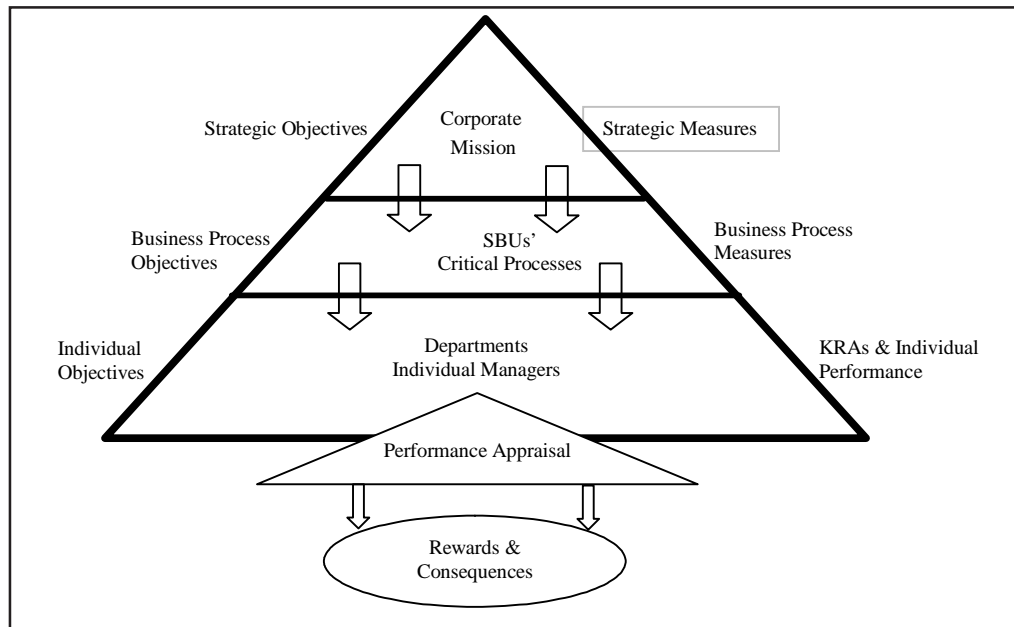 Strategic Objectives
Corporate
Mission
Strategic Measures
Business Process
Objectives
SBUs’
Critical Processes
Business Process
Measures
Individual
Objectives
Departments
Individual Managers
KRAs & Individual
Performance
Performance Appraisal
Rewards &
Consequences